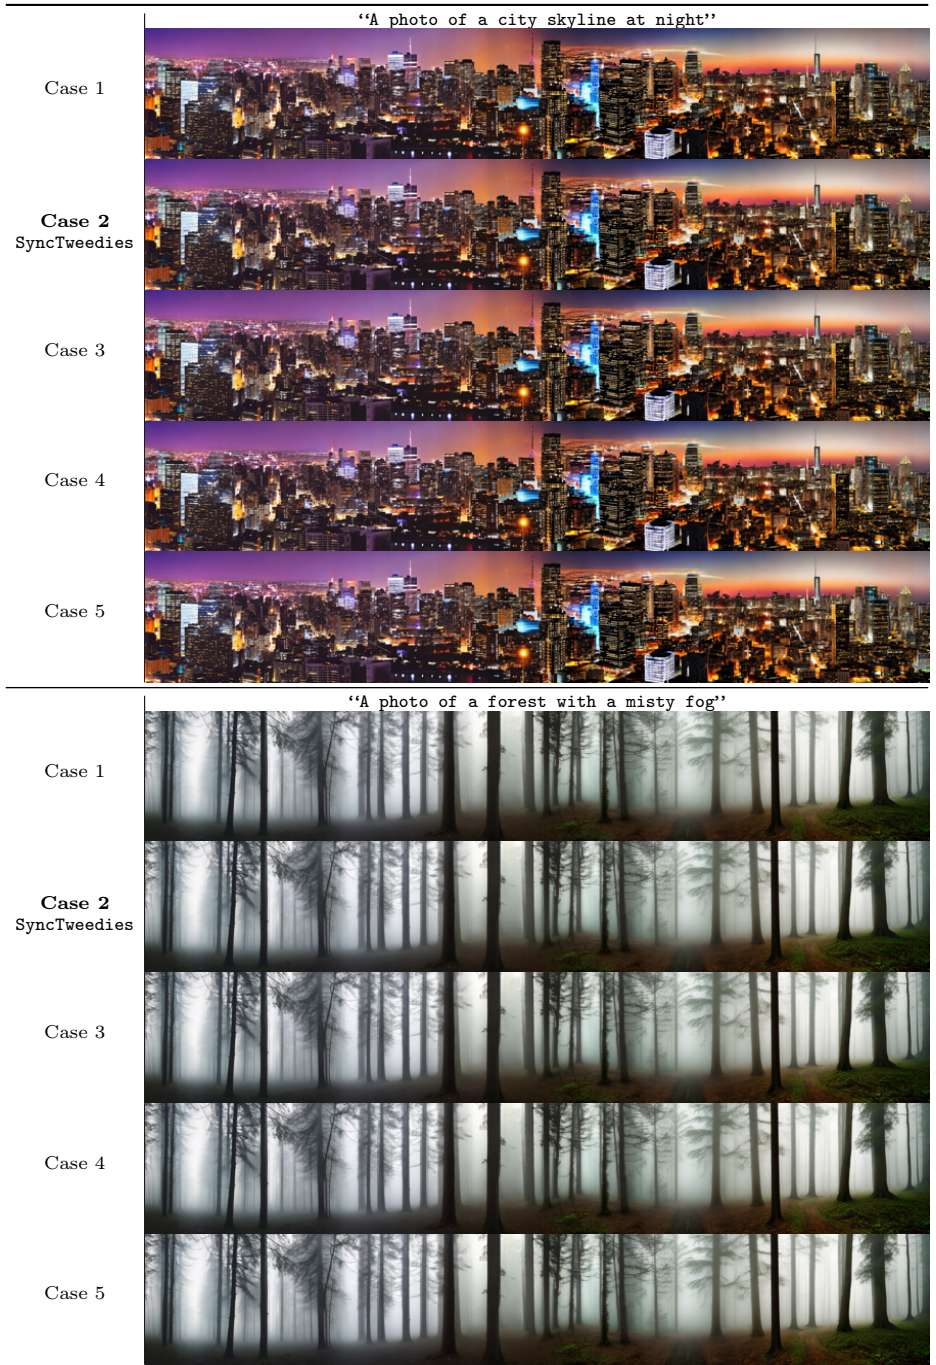 “A photo of a city skyline at night”
Case 1
Case 2
SyncTweedies
Case 3
Case 4
Case 5
“A photo of a forest with a misty fog”
Case 1
Case 2
SyncTweedies
Case 3
Case 4
Case 5